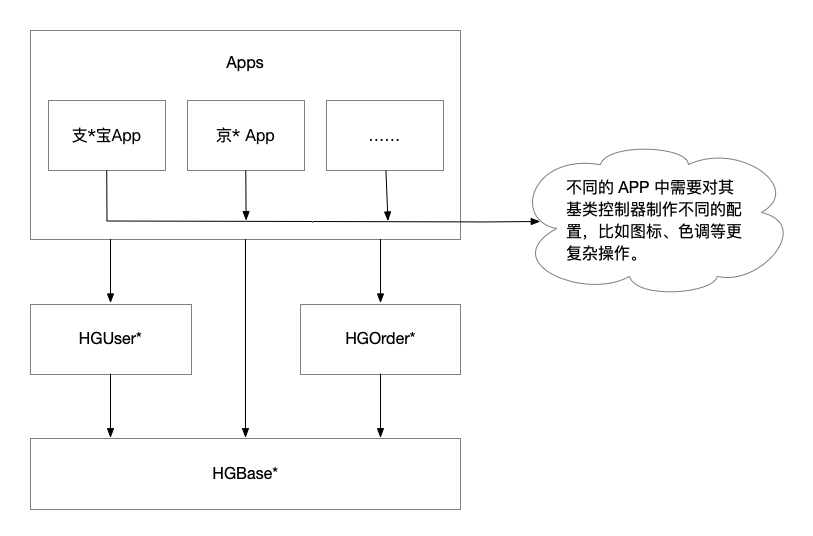 Apps
支*宝App
京* App
……
不同的 APP 中需要对其
基类控制器制作不同的配
置，比如图标、色调等更
复杂操作。
HGUser*
HGOrder*
HGBase*